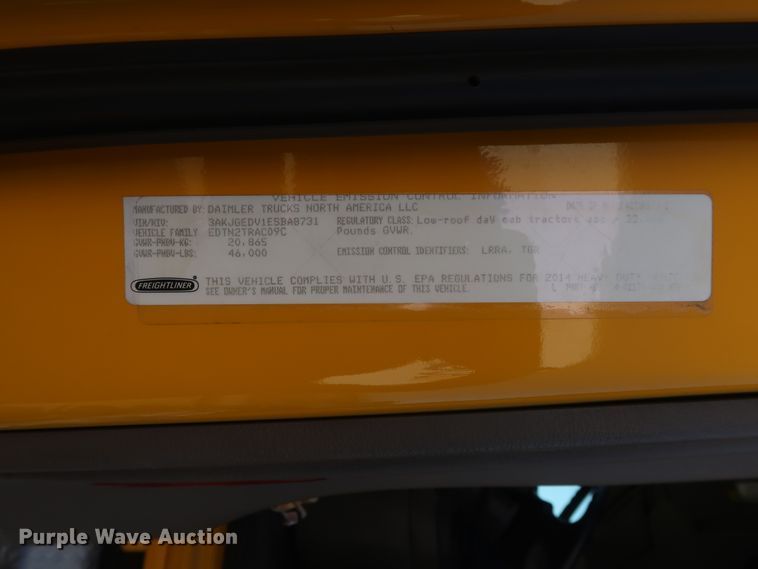 VEHICLE EMISSION CONTROL INFORMATION
MANUFACTURED BY: DAIMLER TRUCKS NORTH AMERICA LLC
VIN/NIV: 3AKJGEDV1ESBA8731
REGULATORY CLASS: Low-roof day cab tractors
VEHICLE FAMILY EDTN2TRAC09C
Pounds GVWR.
GVWR-PNBV-KG: 20,865
GVWR-PNBV-LBS: 46,000
EMISSION CONTROL IDENTIFIERS: LRRA, TGR
FREIGHTLINER
THIS VEHICLE COMPLIES WITH U.S. EPA REGULATIONS FOR 2014 HEAVY DUTY
SEE OWNER'S MANUAL FOR PROPER MAINTENANCE OF THIS VEHICLE.
Purple Wave Auction